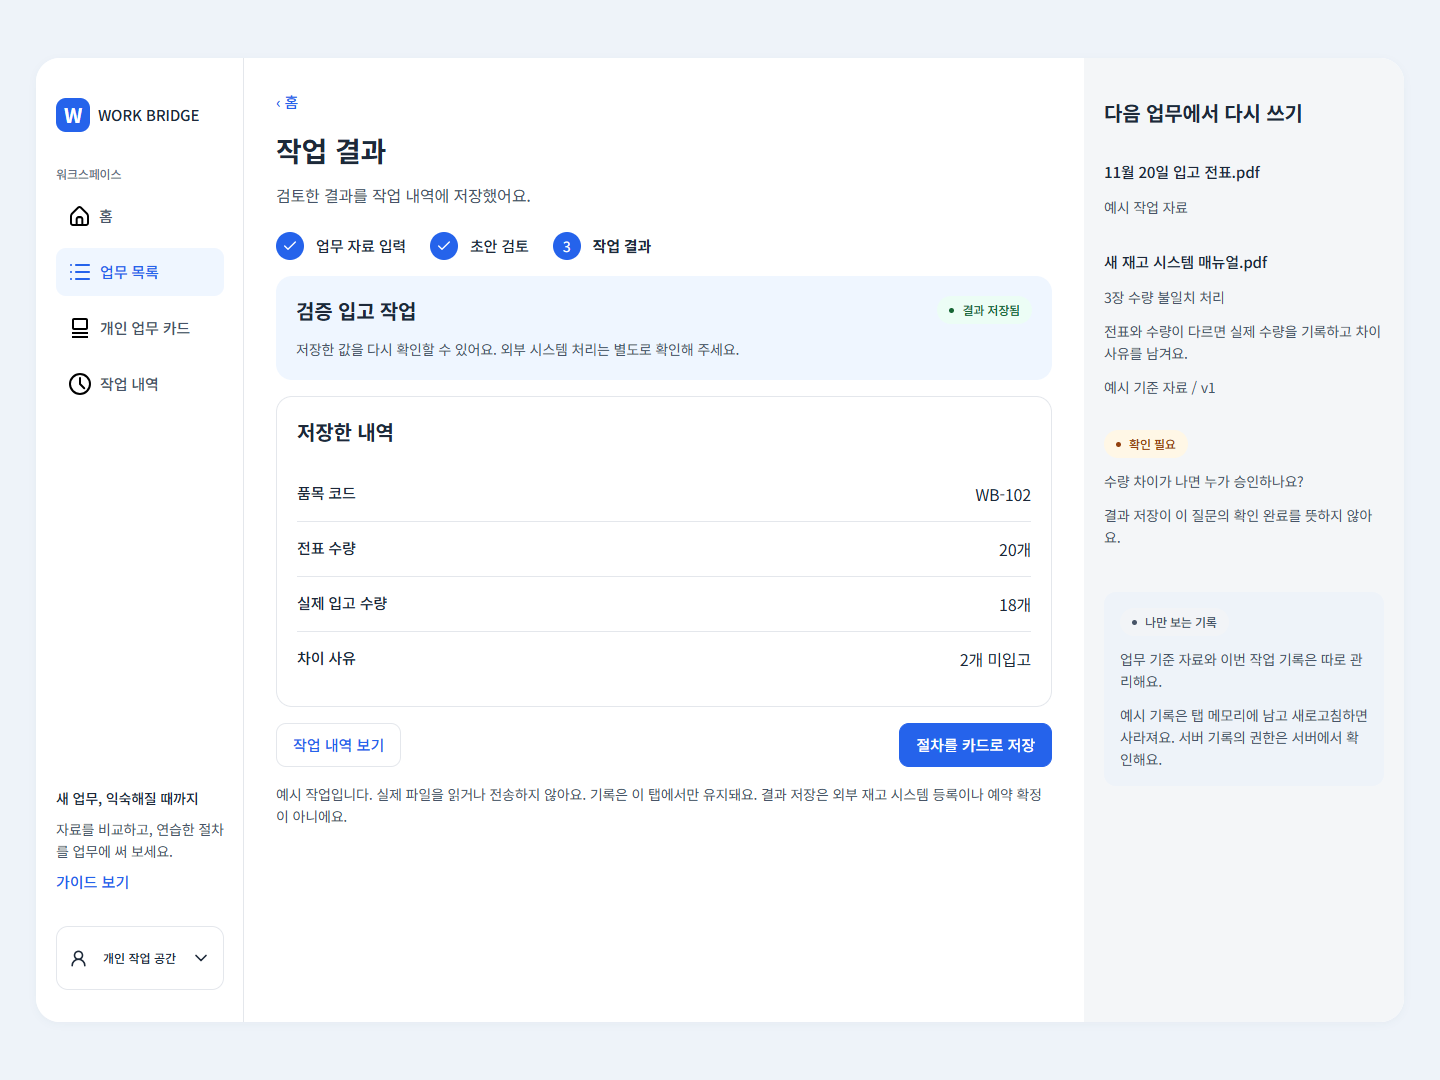 W WORK BRIDGE
워크스페이스
홈
업무 목록
개인 업무 카드
작업 내역
새 업무, 익숙해질 때까지
자료를 비교하고, 연습한 절차
를 업무에 써 보세요.
가이드 보기
개인 작업 공간
‹ 홈
작업 결과
검토한 결과를 작업 내역에 저장했어요.
업무 자료 입력 초안 검토 3 작업 결과
검증 입고 작업
결과 저장됨
저장한 값을 다시 확인할 수 있어요. 외부 시스템 처리는 별도로 확인해 주세요.
저장한 내역
품목 코드 WB-102
전표 수량 20개
실제 입고 수량 18개
차이 사유 2개 미입고
작업 내역 보기 절차를 카드로 저장
예시 작업입니다. 실제 파일을 읽거나 전송하지 않아요. 기록은 이 탭에서만 유지돼요. 결과 저장은 외부 재고 시스템 등록이나 예약 확정
이 아니에요.
다음 업무에서 다시 쓰기
11월 20일 입고 전표.pdf
예시 작업 자료
새 재고 시스템 매뉴얼.pdf
3장 수량 불일치 처리
전표와 수량이 다르면 실제 수량을 기록하고 차이
사유를 남겨요.
예시 기준 자료 / v1
확인 필요
수량 차이가 나면 누가 승인하나요?
결과 저장이 이 질문의 확인 완료를 뜻하지 않아
요.
나만 보는 기록
업무 기준 자료와 이번 작업 기록은 따로 관
리해요.
예시 기록은 탭 메모리에 남고 새로고침하면
사라져요. 서버 기록의 권한은 서버에서 확
인해요.